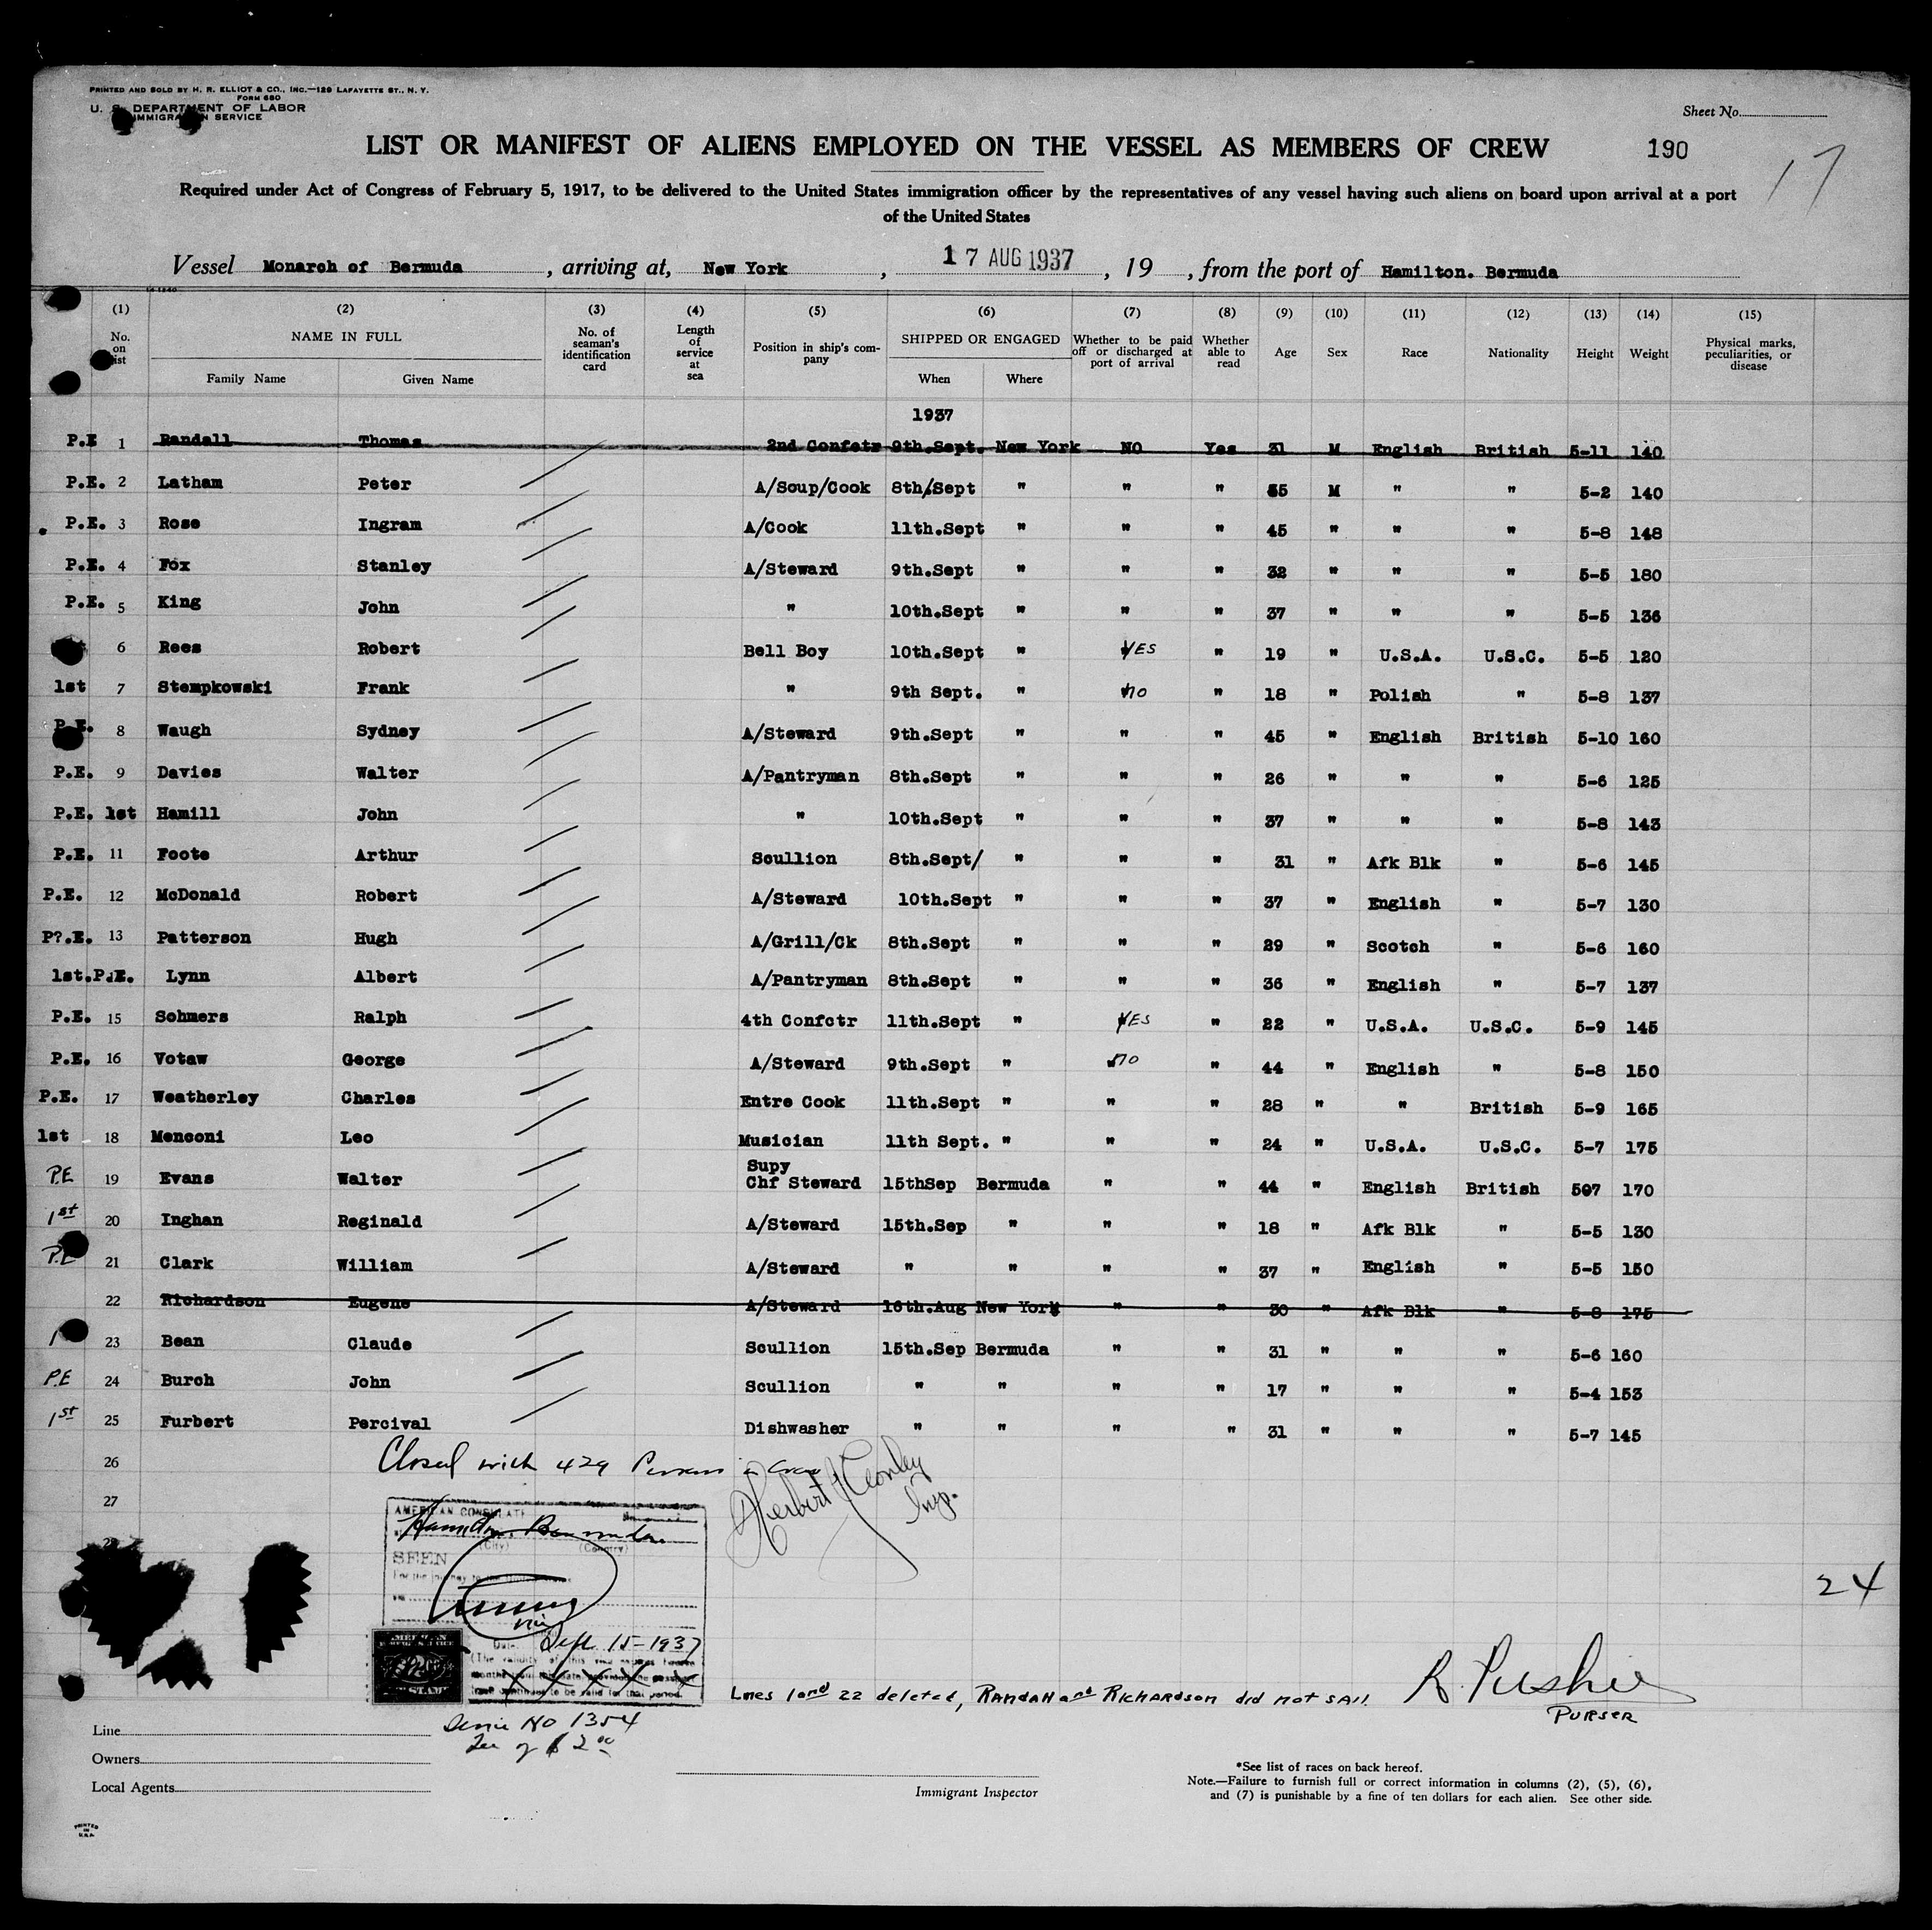 PRINTED AND SOLD BY H. R. ELLIOT & CO., INC.—129 LAFAYETTE ST., N. Y.
FORM 680
U. S. DEPARTMENT OF LABOR
IMMIGRATION SERVICE
Sheet No.
LIST OR MANIFEST OF ALIENS EMPLOYED ON THE VESSEL AS MEMBERS OF CREW 190 17
Required under Act of Congress of February 5, 1917, to be delivered to the United States immigration officer by the representatives of any vessel having such aliens on board upon arrival at a port
of the United States
Vessel Monarch of Bermuda , arriving at, New York , 17 AUG 1937 , 19 , from the port of Hamilton. Bermuda
(1) (2) (3) (4) (5) (6) (7) (8) (9) (10) (11) (12) (13) (14) (15)
No. on list NAME IN FULL Family Name Given Name No. of seaman's identification card Length of service at sea Position in ship's company SHIPPED OR ENGAGED When Where Whether to be paid off or discharged at port of arrival Whether able to read Age Sex Race Nationality Height Weight Physical marks, peculiarities, or disease
1937
P.E 1 Randall Thomas 2nd Confctr 9th.Sept. New York NO Yes 31 M English British 5-11 140
P.E. 2 Latham Peter A/Soup/Cook 8th/Sept " " " 55 M " " 5-2 140
P.E. 3 Rose Ingram A/Cook 11th.Sept " " " 45 " " " 5-8 148
P.E. 4 Fox Stanley A/Steward 9th.Sept " " " 32 " " " 5-5 180
P.E. 5 King John " 10th.Sept " " " 37 " " " 5-5 136
6 Rees Robert Bell Boy 10th.Sept " YES " 19 " U.S.A. U.S.C. 5-5 120
1st 7 Stempkowski Frank " 9th Sept. " no " 18 " Polish " 5-8 137
P.E. 8 Waugh Sydney A/Steward 9th.Sept " " " 45 " English British 5-10 160
P.E. 9 Davies Walter A/Pantryman 8th.Sept " " " 26 " " " 5-6 125
P.E. 1st Hamill John " 10th.Sept " " " 37 " " " 5-8 143
P.E. 11 Foote Arthur Scullion 8th.Sept/ " " " 31 " Afk Blk " 5-6 145
P.E. 12 McDonald Robert A/Steward 10th.Sept " " " 37 " English " 5-7 130
P?.E. 13 Patterson Hugh A/Grill/Ck 8th.Sept " " " 29 " Scotch " 5-6 160
1st.P.E. Lynn Albert A/Pantryman 8th.Sept " " " 36 " English " 5-7 137
P.E. 15 Sohmers Ralph 4th Confctr 11th.Sept " YES " 22 " U.S.A. U.S.C. 5-9 145
P.E. 16 Votaw George A/Steward 9th.Sept " no " 44 " English " 5-8 150
P.E. 17 Weatherley Charles Entre Cook 11th.Sept " " " 28 " " British 5-9 165
1st 18 Menconi Leo Musician 11th Sept. " " " 24 " U.S.A. U.S.C. 5-7 175
P.E 19 Evans Walter Supy Chf Steward 15thSep Bermuda " " 44 " English British 507 170
1st 20 Inghan Reginald A/Steward 15th.Sep " " " 18 " Afk Blk " 5-5 130
P.E 21 Clark William A/Steward " " " " 37 " English " 5-5 150
22 Richardson Eugene A/Steward 16th.Aug New York " " 30 " Afk Blk " 5-8 175
1 23 Bean Claude Scullion 15th.Sep Bermuda " " 31 " " " 5-6 160
P.E 24 Burch John Scullion " " " " 17 " " " 5-4 153
1st 25 Furbert Percival Dishwasher " " " " 31 " " " 5-7 145
26 Closed with 429 Persons in Crew
27
Insp.
AMERICAN CONSULATE
Hamilton Bermuda
(City) (Country)
SEEN
24
Date Sept. 15-1937
Lines 1 and 22 deleted, Randall and Richardson did not sail. R. Pushie
PURSER
Service No 1354
Fee of $2 00
Line
Owners
Local Agents
Immigrant Inspector
*See list of races on back hereof.
Note.—Failure to furnish full or correct information in columns (2), (5), (6),
and (7) is punishable by a fine of ten dollars for each alien. See other side.
PRINTED IN U.S.A.